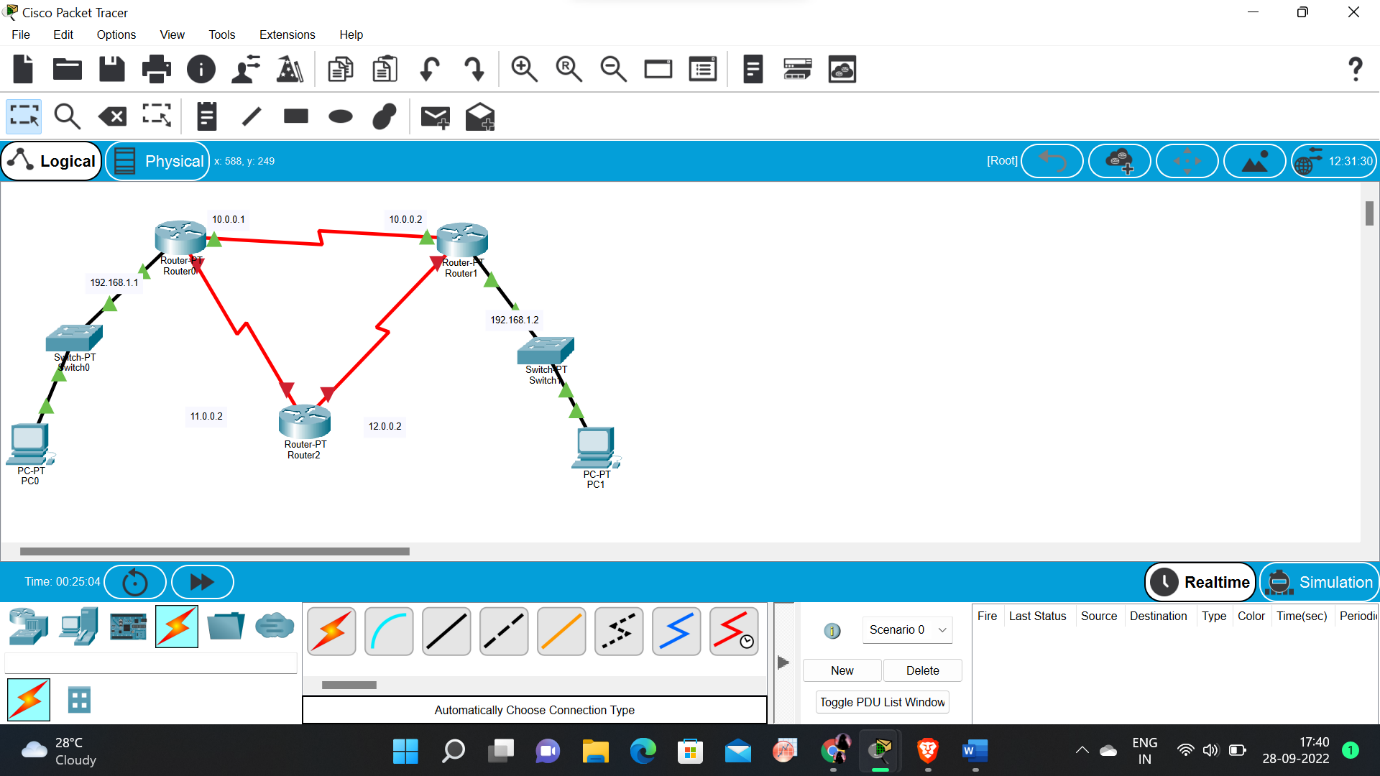 Cisco Packet Tracer
File Edit Options View Tools Extensions Help
Logical Physical x: 588, y: 249 [Root] 12:31:30
10.0.0.1
10.0.0.2
Router-PT
Router0
Router-PT
Router1
192.168.1.1
192.168.1.2
Switch-PT
Switch0
Switch-PT
Switch1
11.0.0.2
12.0.0.2
Router-PT
Router2
PC-PT
PC0
PC-PT
PC1
Time: 00:25:04
Realtime Simulation
Fire Last Status Source Destination Type Color Time(sec)
Scenario 0
New Delete
Toggle PDU List Window
Automatically Choose Connection Type
28°C
Cloudy
ENG
IN
17:40
28-09-2022
1